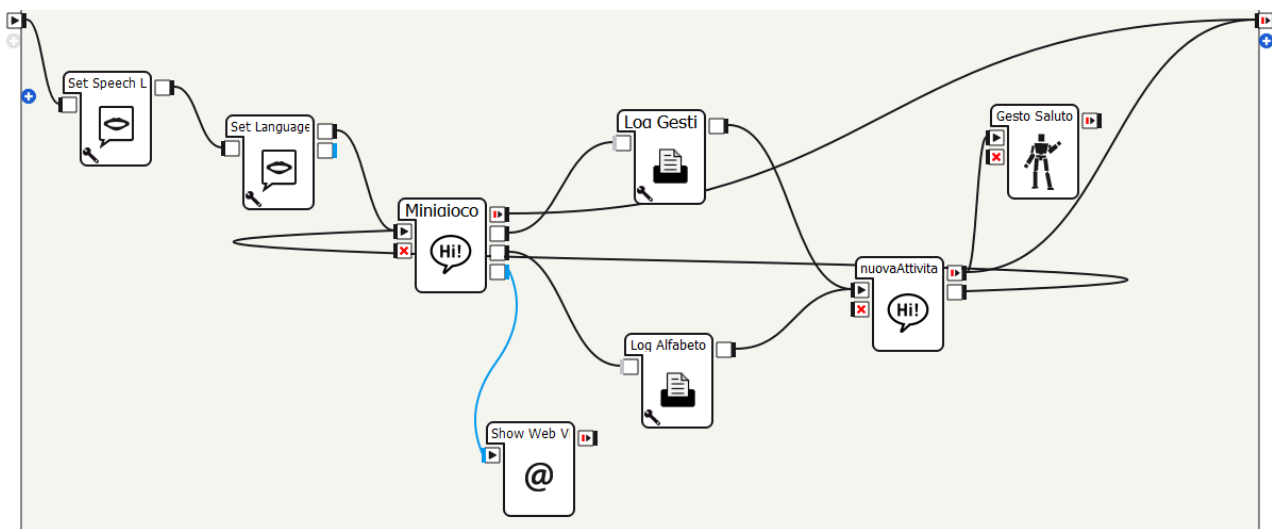 Set Speech L
Set Language
Minigioco
Hi!
Log Gesti
Log Alfabeto
Show Web V
@
nuovaAttivita
Hi!
Gesto Saluto